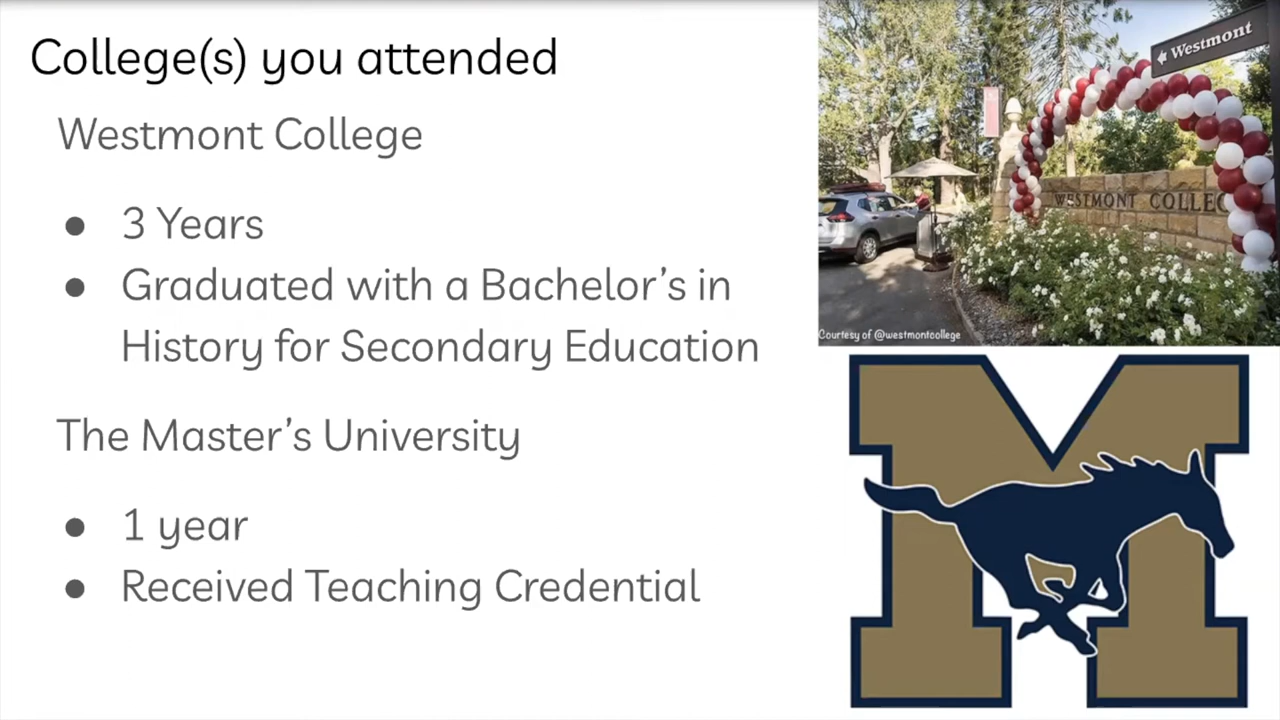 College(s) you attended
Westmont College
● 3 Years
● Graduated with a Bachelor's in
History for Secondary Education
The Master's University
● 1 year
● Received Teaching Credential
Westmont
WESTMONT COLLEG
Courtesy of @westmontcollege
M